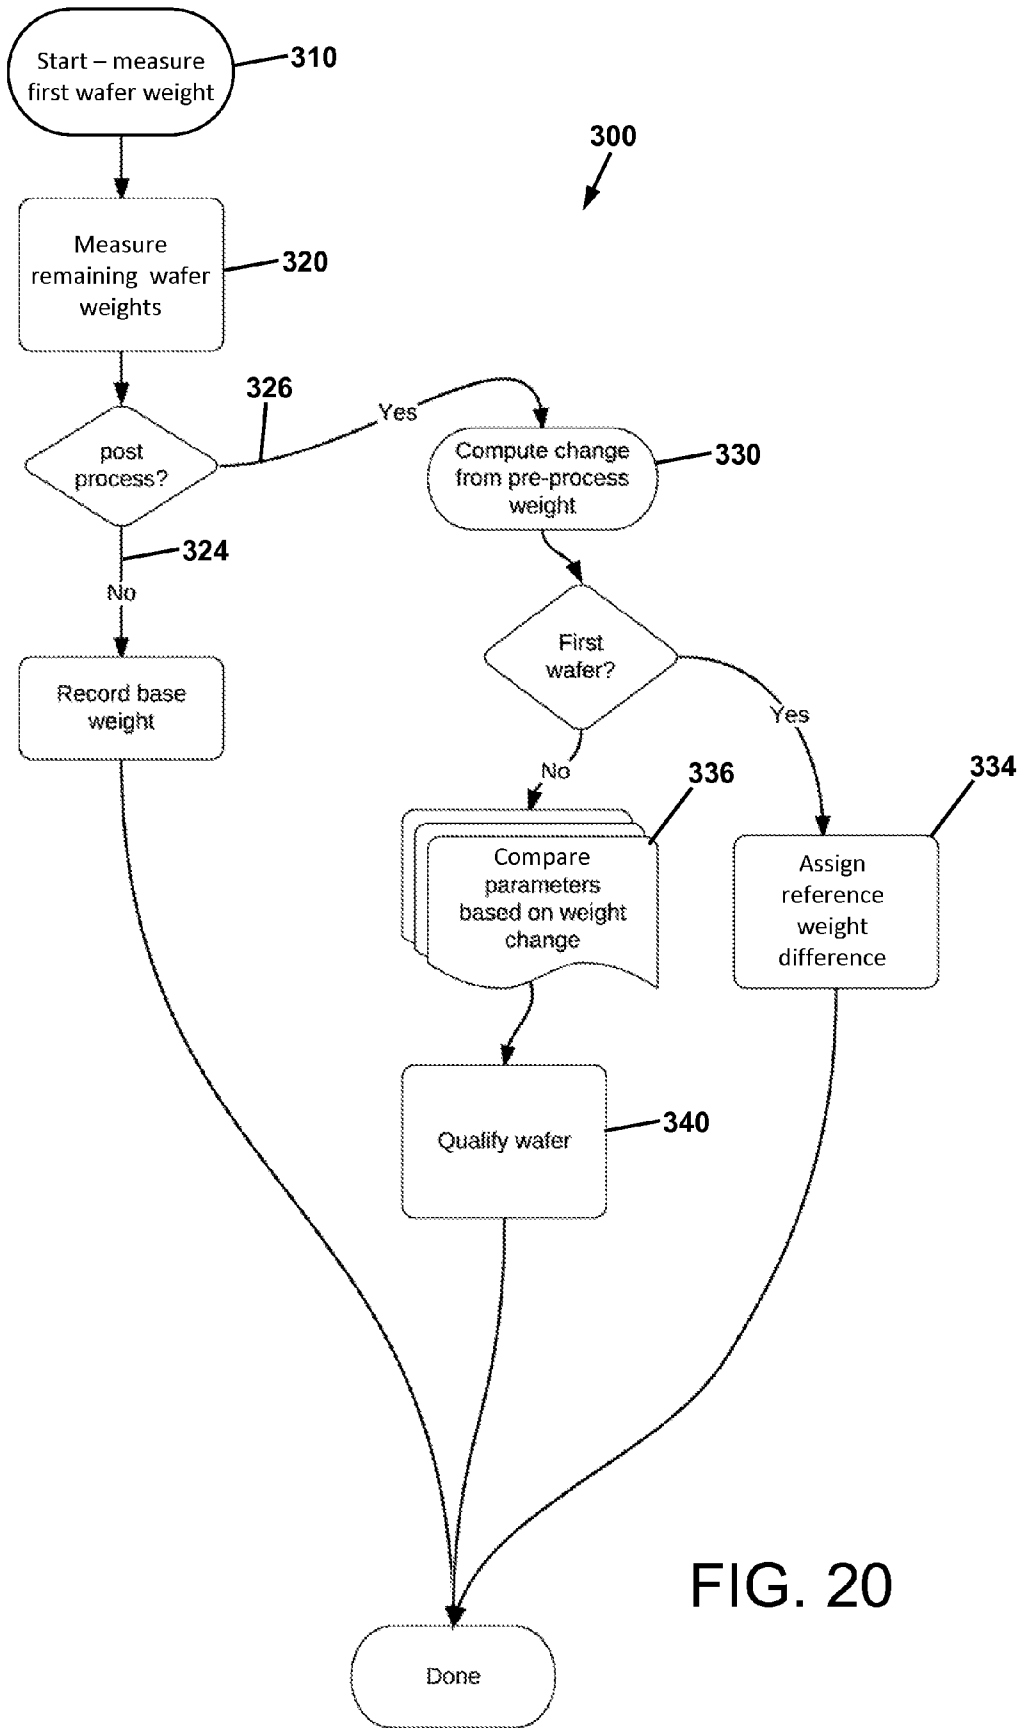 Start – measure
first wafer weight
310
300
Measure
remaining wafer
weights
320
326
Yes
post
process?
Compute change
from pre-process
weight
330
324
No
First
wafer?
Record base
weight
Yes
No
336
334
Compare
parameters
based on weight
change
Assign
reference
weight
difference
Qualify wafer
340
FIG. 20
Done